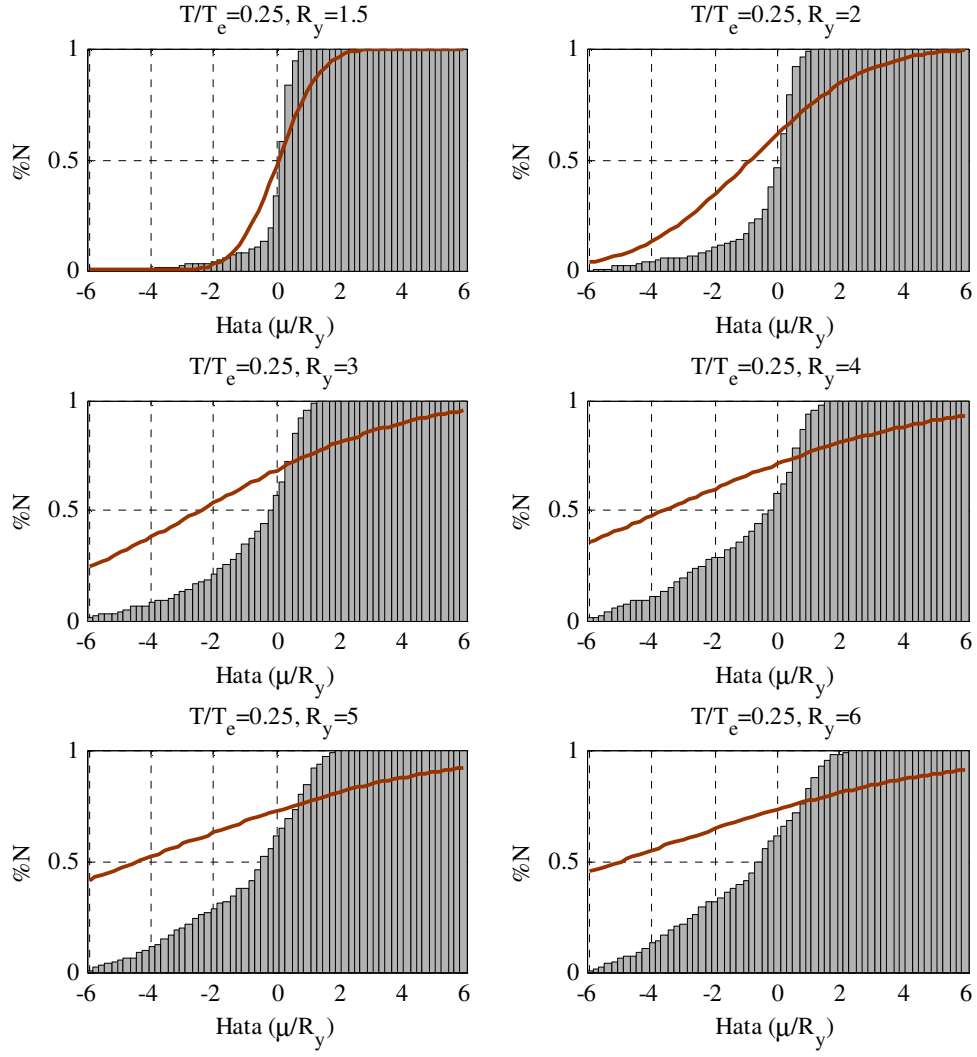 T/T_e=0.25, R_y=1.5
1
0.5
0
%N
-6 -4 -2 0 2 4 6
Hata (μ/R_y)
T/T_e=0.25, R_y=2
1
0.5
0
%N
-6 -4 -2 0 2 4 6
Hata (μ/R_y)
T/T_e=0.25, R_y=3
1
0.5
0
%N
-6 -4 -2 0 2 4 6
Hata (μ/R_y)
T/T_e=0.25, R_y=4
1
0.5
0
%N
-6 -4 -2 0 2 4 6
Hata (μ/R_y)
T/T_e=0.25, R_y=5
1
0.5
0
%N
-6 -4 -2 0 2 4 6
Hata (μ/R_y)
T/T_e=0.25, R_y=6
1
0.5
0
%N
-6 -4 -2 0 2 4 6
Hata (μ/R_y)